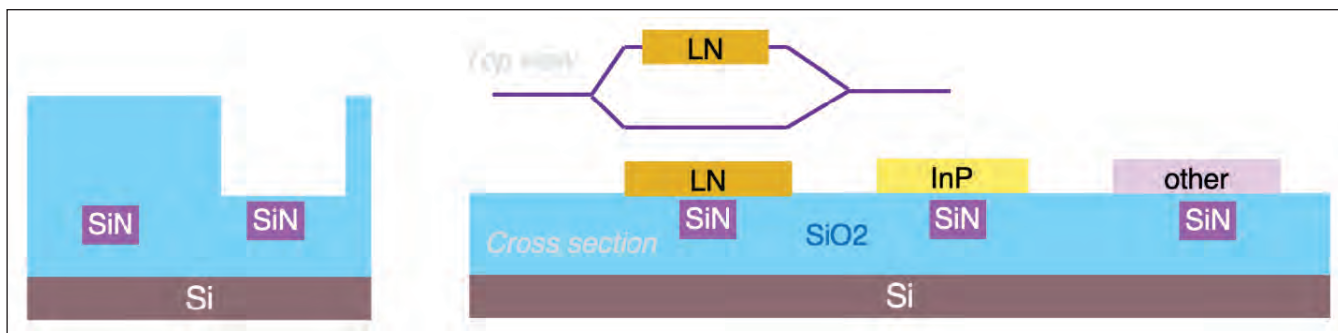 SiN
SiN
Si
Top view
LN
LN
InP
other
SiN
SiN
SiN
Cross section
SiO2
Si